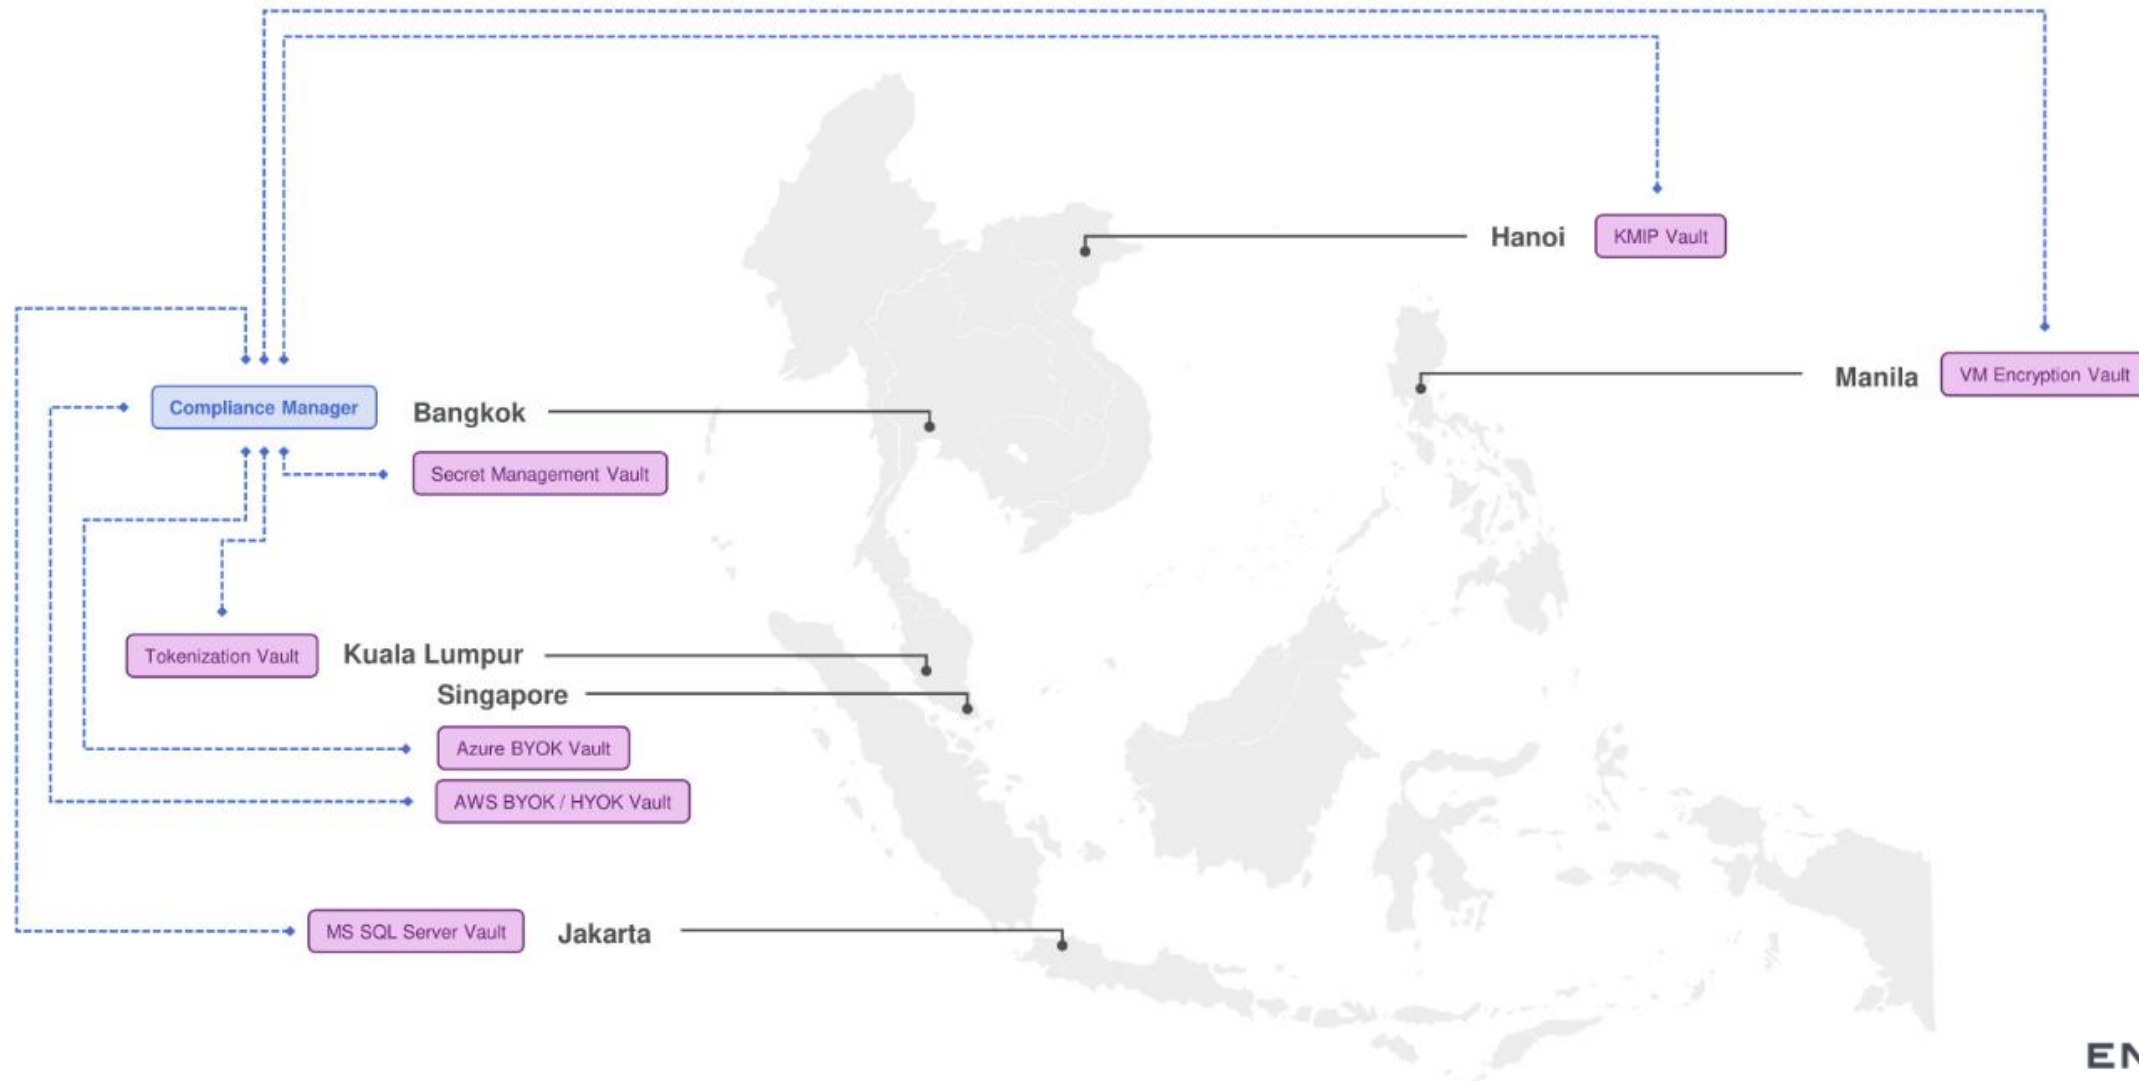 Hanoi
KMIP Vault
Manila
VM Encryption Vault
Compliance Manager
Bangkok
Secret Management Vault
Tokenization Vault
Kuala Lumpur
Singapore
Azure BYOK Vault
AWS BYOK / HYOK Vault
MS SQL Server Vault
Jakarta
EN